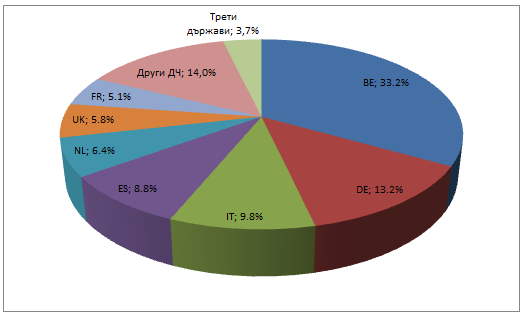 Трети
държави; 3,7%
BE; 33.2%
DE; 13.2%
IT; 9.8%
ES; 8.8%
NL; 6.4%
UK; 5.8%
FR; 5.1%
Други ДЧ; 14,0%